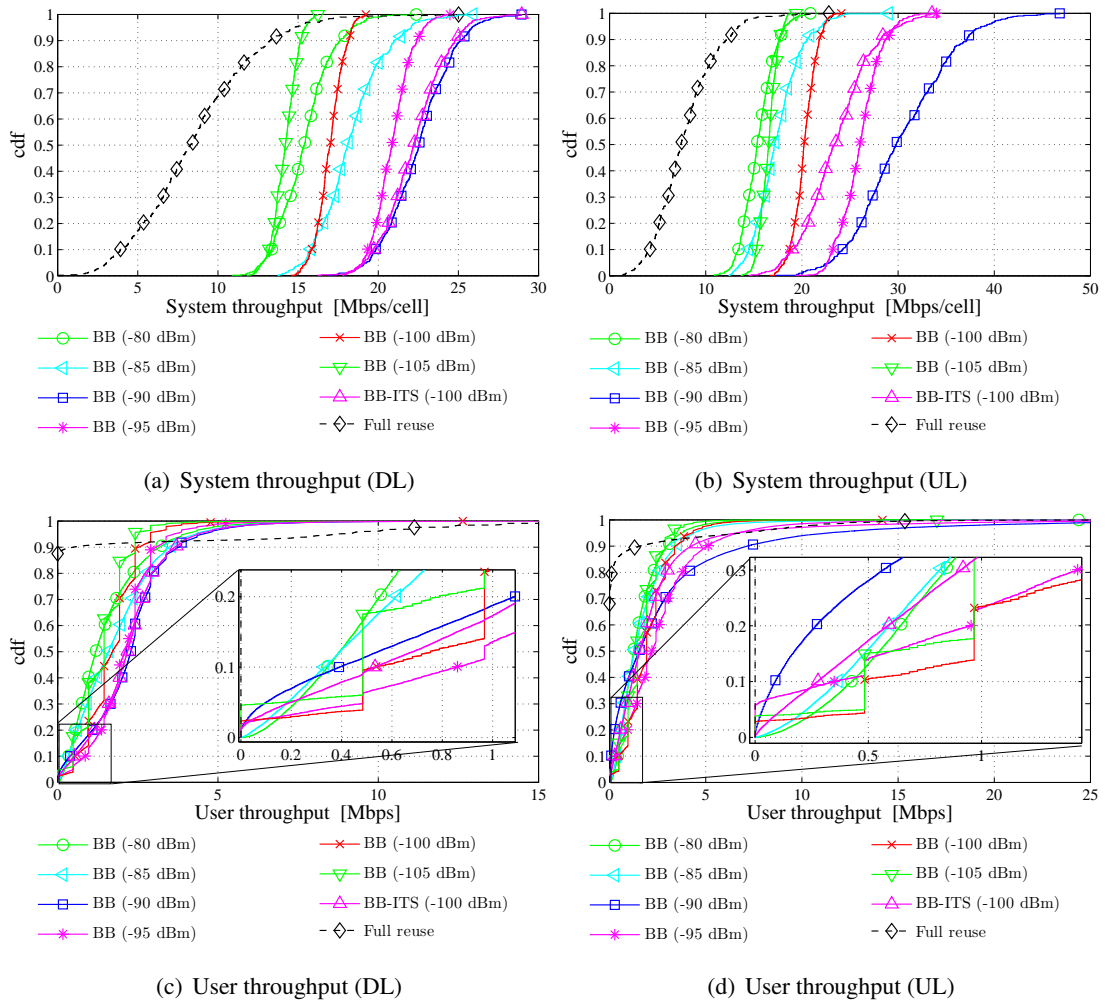 1
0.9
0.8
0.7
0.6
0.5
0.4
0.3
0.2
0.1
0
cdf
0 5 10 15 20 25 30
System throughput [Mbps/cell]
BB (-80 dBm)
BB (-85 dBm)
BB (-90 dBm)
BB (-95 dBm)
BB (-100 dBm)
BB (-105 dBm)
BB-ITS (-100 dBm)
Full reuse
(a) System throughput (DL)
1
0.9
0.8
0.7
0.6
0.5
0.4
0.3
0.2
0.1
0
cdf
0 10 20 30 40 50
System throughput [Mbps/cell]
BB (-80 dBm)
BB (-85 dBm)
BB (-90 dBm)
BB (-95 dBm)
BB (-100 dBm)
BB (-105 dBm)
BB-ITS (-100 dBm)
Full reuse
(b) System throughput (UL)
1
0.9
0.8
0.7
0.6
0.5
0.4
0.3
0.2
0.1
0
cdf
0.2
0.1
0
0 0.2 0.4 0.6 0.8 1
0 5 10 15
User throughput [Mbps]
BB (-80 dBm)
BB (-85 dBm)
BB (-90 dBm)
BB (-95 dBm)
BB (-100 dBm)
BB (-105 dBm)
BB-ITS (-100 dBm)
Full reuse
(c) User throughput (DL)
1
0.9
0.8
0.7
0.6
0.5
0.4
0.3
0.2
0.1
0
cdf
0.3
0.2
0.1
0
0 0.5 1
0 5 10 15 20 25
User throughput [Mbps]
BB (-80 dBm)
BB (-85 dBm)
BB (-90 dBm)
BB (-95 dBm)
BB (-100 dBm)
BB (-105 dBm)
BB-ITS (-100 dBm)
Full reuse
(d) User throughput (UL)